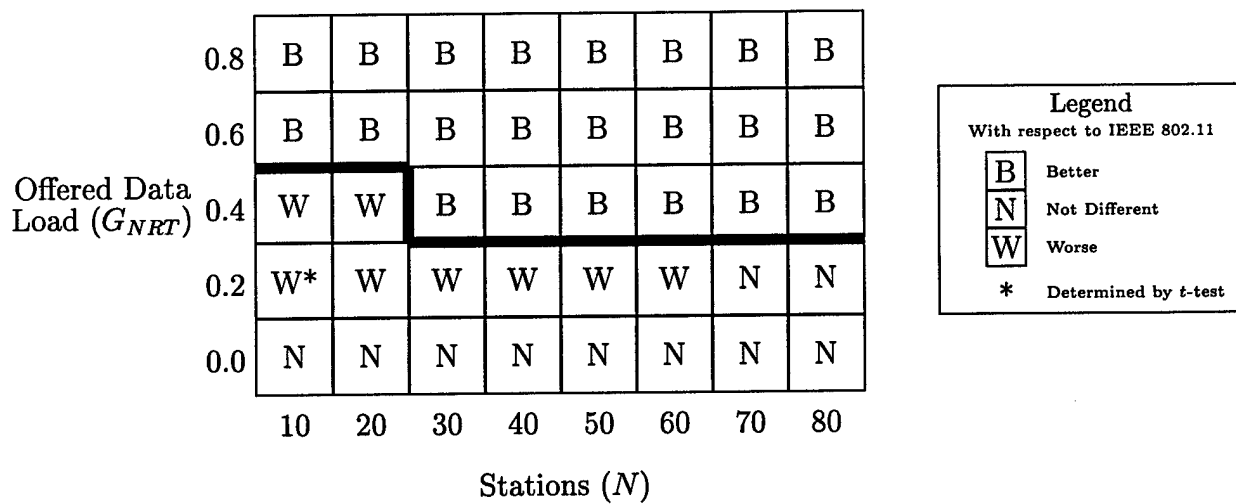 0.8 B B B B B B B B
0.6 B B B B B B B B
Offered Data
Load (G_NRT) 0.4 W W B B B B B B
0.2 W* W W W W W N N
0.0 N N N N N N N N
10 20 30 40 50 60 70 80
Stations (N)
Legend
With respect to IEEE 802.11
B Better
N Not Different
W Worse
* Determined by t-test